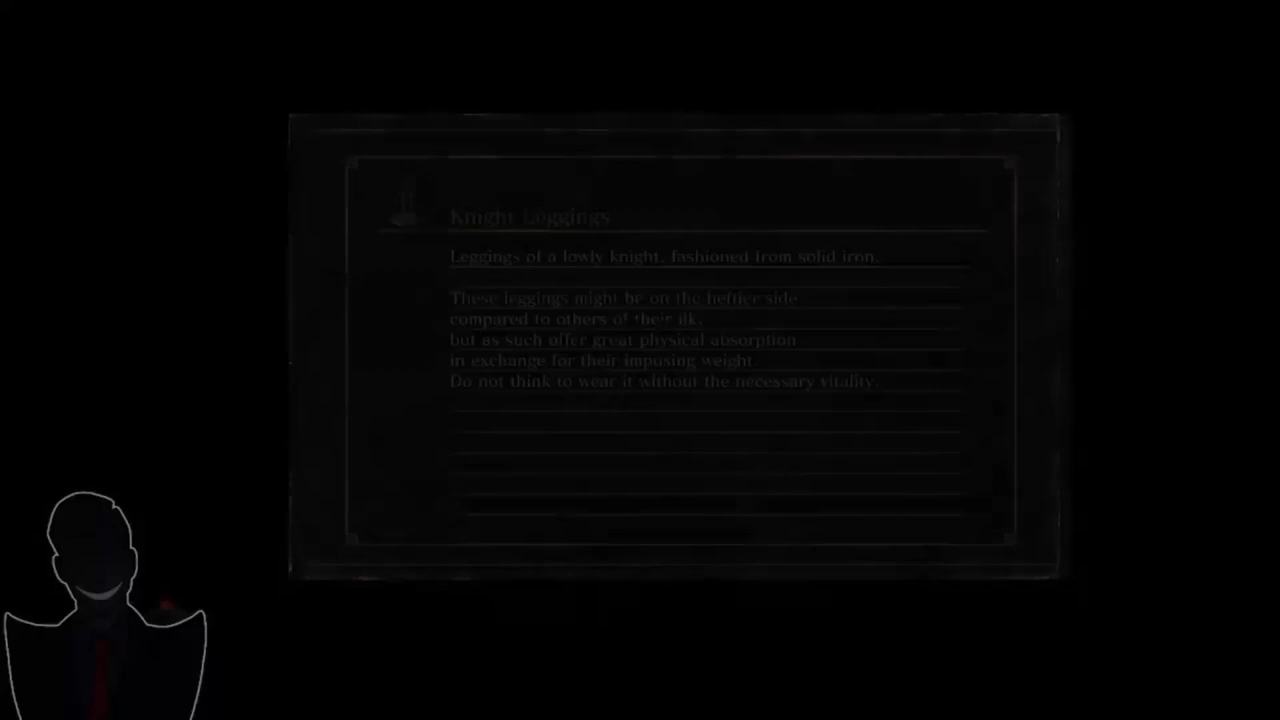 Knight Leggings
Leggings of a lowly knight, fashioned from solid iron.
These leggings might be on the heftier side
compared to others of their ilk,
but as such offer great physical absorption
in exchange for their imposing weight.
Do not think to wear it without the necessary vitality.